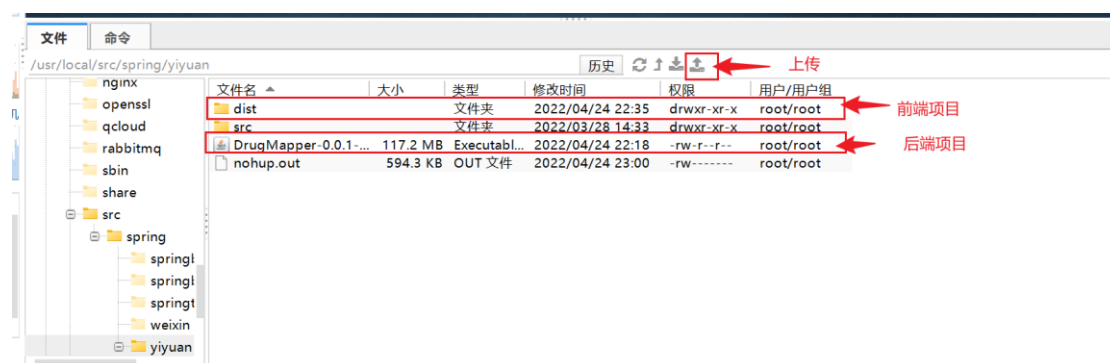 文件 命令
/usr/local/src/spring/yiyuan 历史 上传
nginx
openssl
qcloud
rabbitmq
sbin
share
src
spring
springl
springl
springt
weixin
yiyuan
文件名 大小 类型 修改时间 权限 用户/用户组
dist 文件夹 2022/04/24 22:35 drwxr-xr-x root/root 前端项目
src 文件夹 2022/03/28 14:33 drwxr-xr-x root/root
DrugMapper-0.0.1-... 117.2 MB Executabl... 2022/04/24 22:18 -rw-r--r-- root/root 后端项目
nohup.out 594.3 KB OUT 文件 2022/04/24 23:00 -rw------- root/root